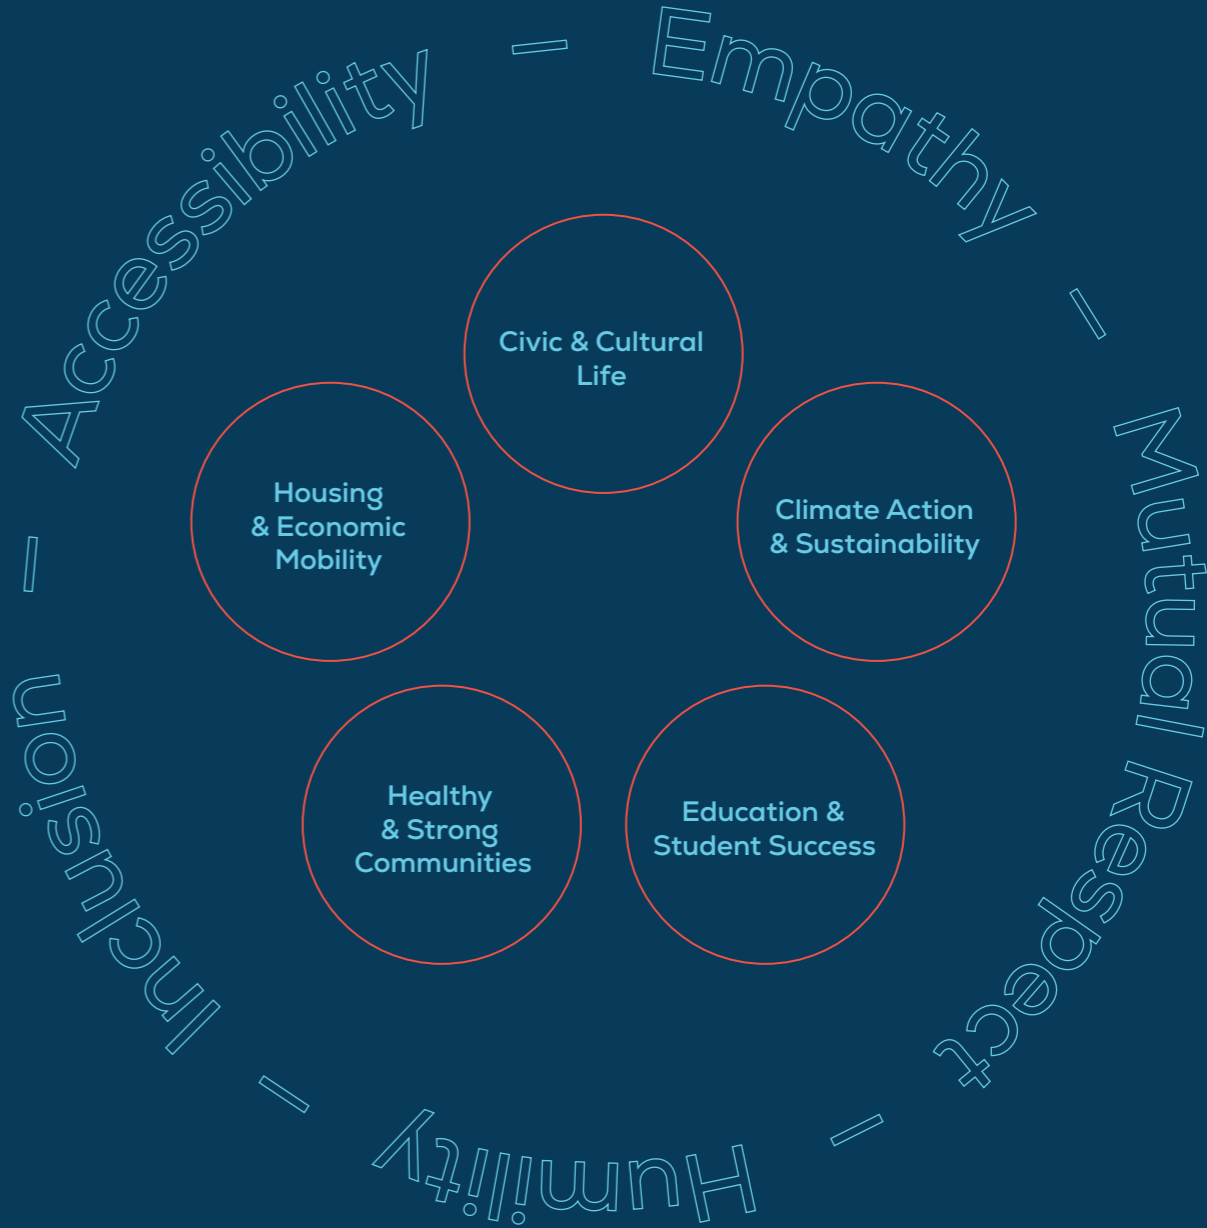 Accessibility – Empathy – Mutual Respect – Humility – Inclusion –
Civic & Cultural
Life
Housing
& Economic
Mobility
Climate Action
& Sustainability
Healthy
& Strong
Communities
Education &
Student Success